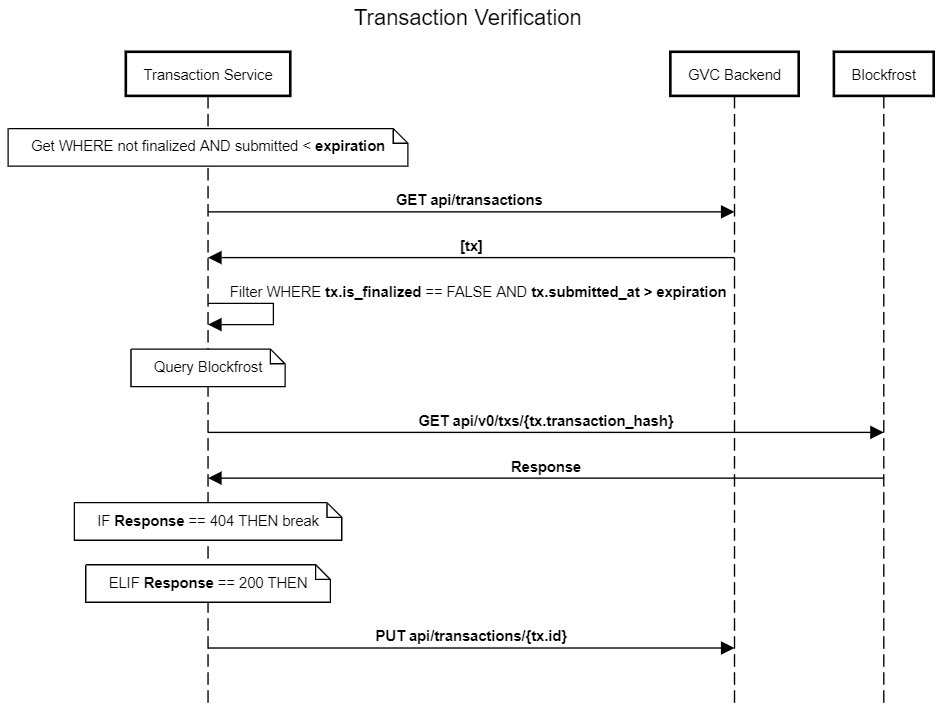 Transaction Verification
Transaction Service
GVC Backend
Blockfrost
Get WHERE not finalized AND submitted < expiration
GET api/transactions
[tx]
Filter WHERE tx.is_finalized == FALSE AND tx.submitted_at > expiration
Query Blockfrost
GET api/v0/txs/{tx.transaction_hash}
Response
IF Response == 404 THEN break
ELIF Response == 200 THEN
PUT api/transactions/{tx.id}